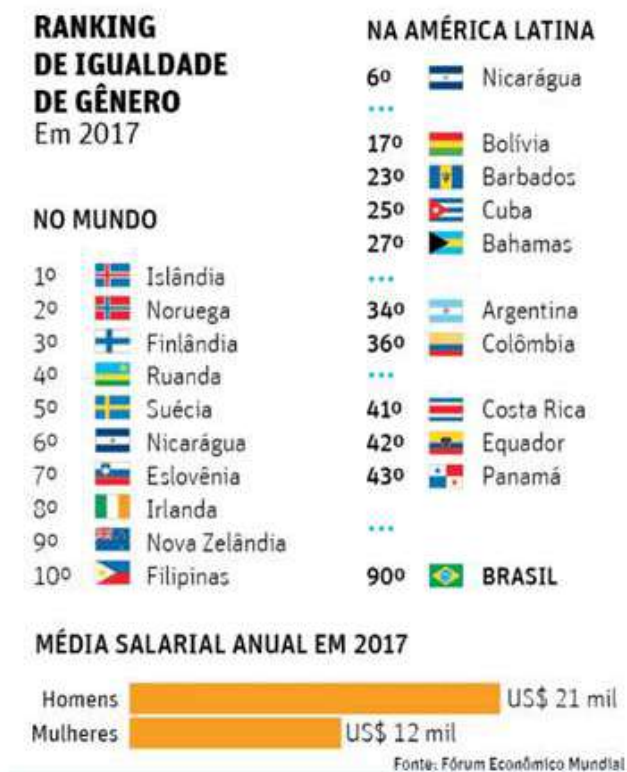 RANKING
DE IGUALDADE
DE GÊNERO
Em 2017
NO MUNDO
1º Islândia
2º Noruega
3º Finlândia
4º Ruanda
5º Suécia
6º Nicarágua
7º Eslovênia
8º Irlanda
9º Nova Zelândia
10º Filipinas
NA AMÉRICA LATINA
6º Nicarágua
...
17º Bolívia
23º Barbados
25º Cuba
27º Bahamas
...
34º Argentina
36º Colômbia
...
41º Costa Rica
42º Equador
43º Panamá
...
90º BRASIL
MÉDIA SALARIAL ANUAL EM 2017
Homens US$ 21 mil
Mulheres US$ 12 mil
Fonte: Fórum Econômico Mundial